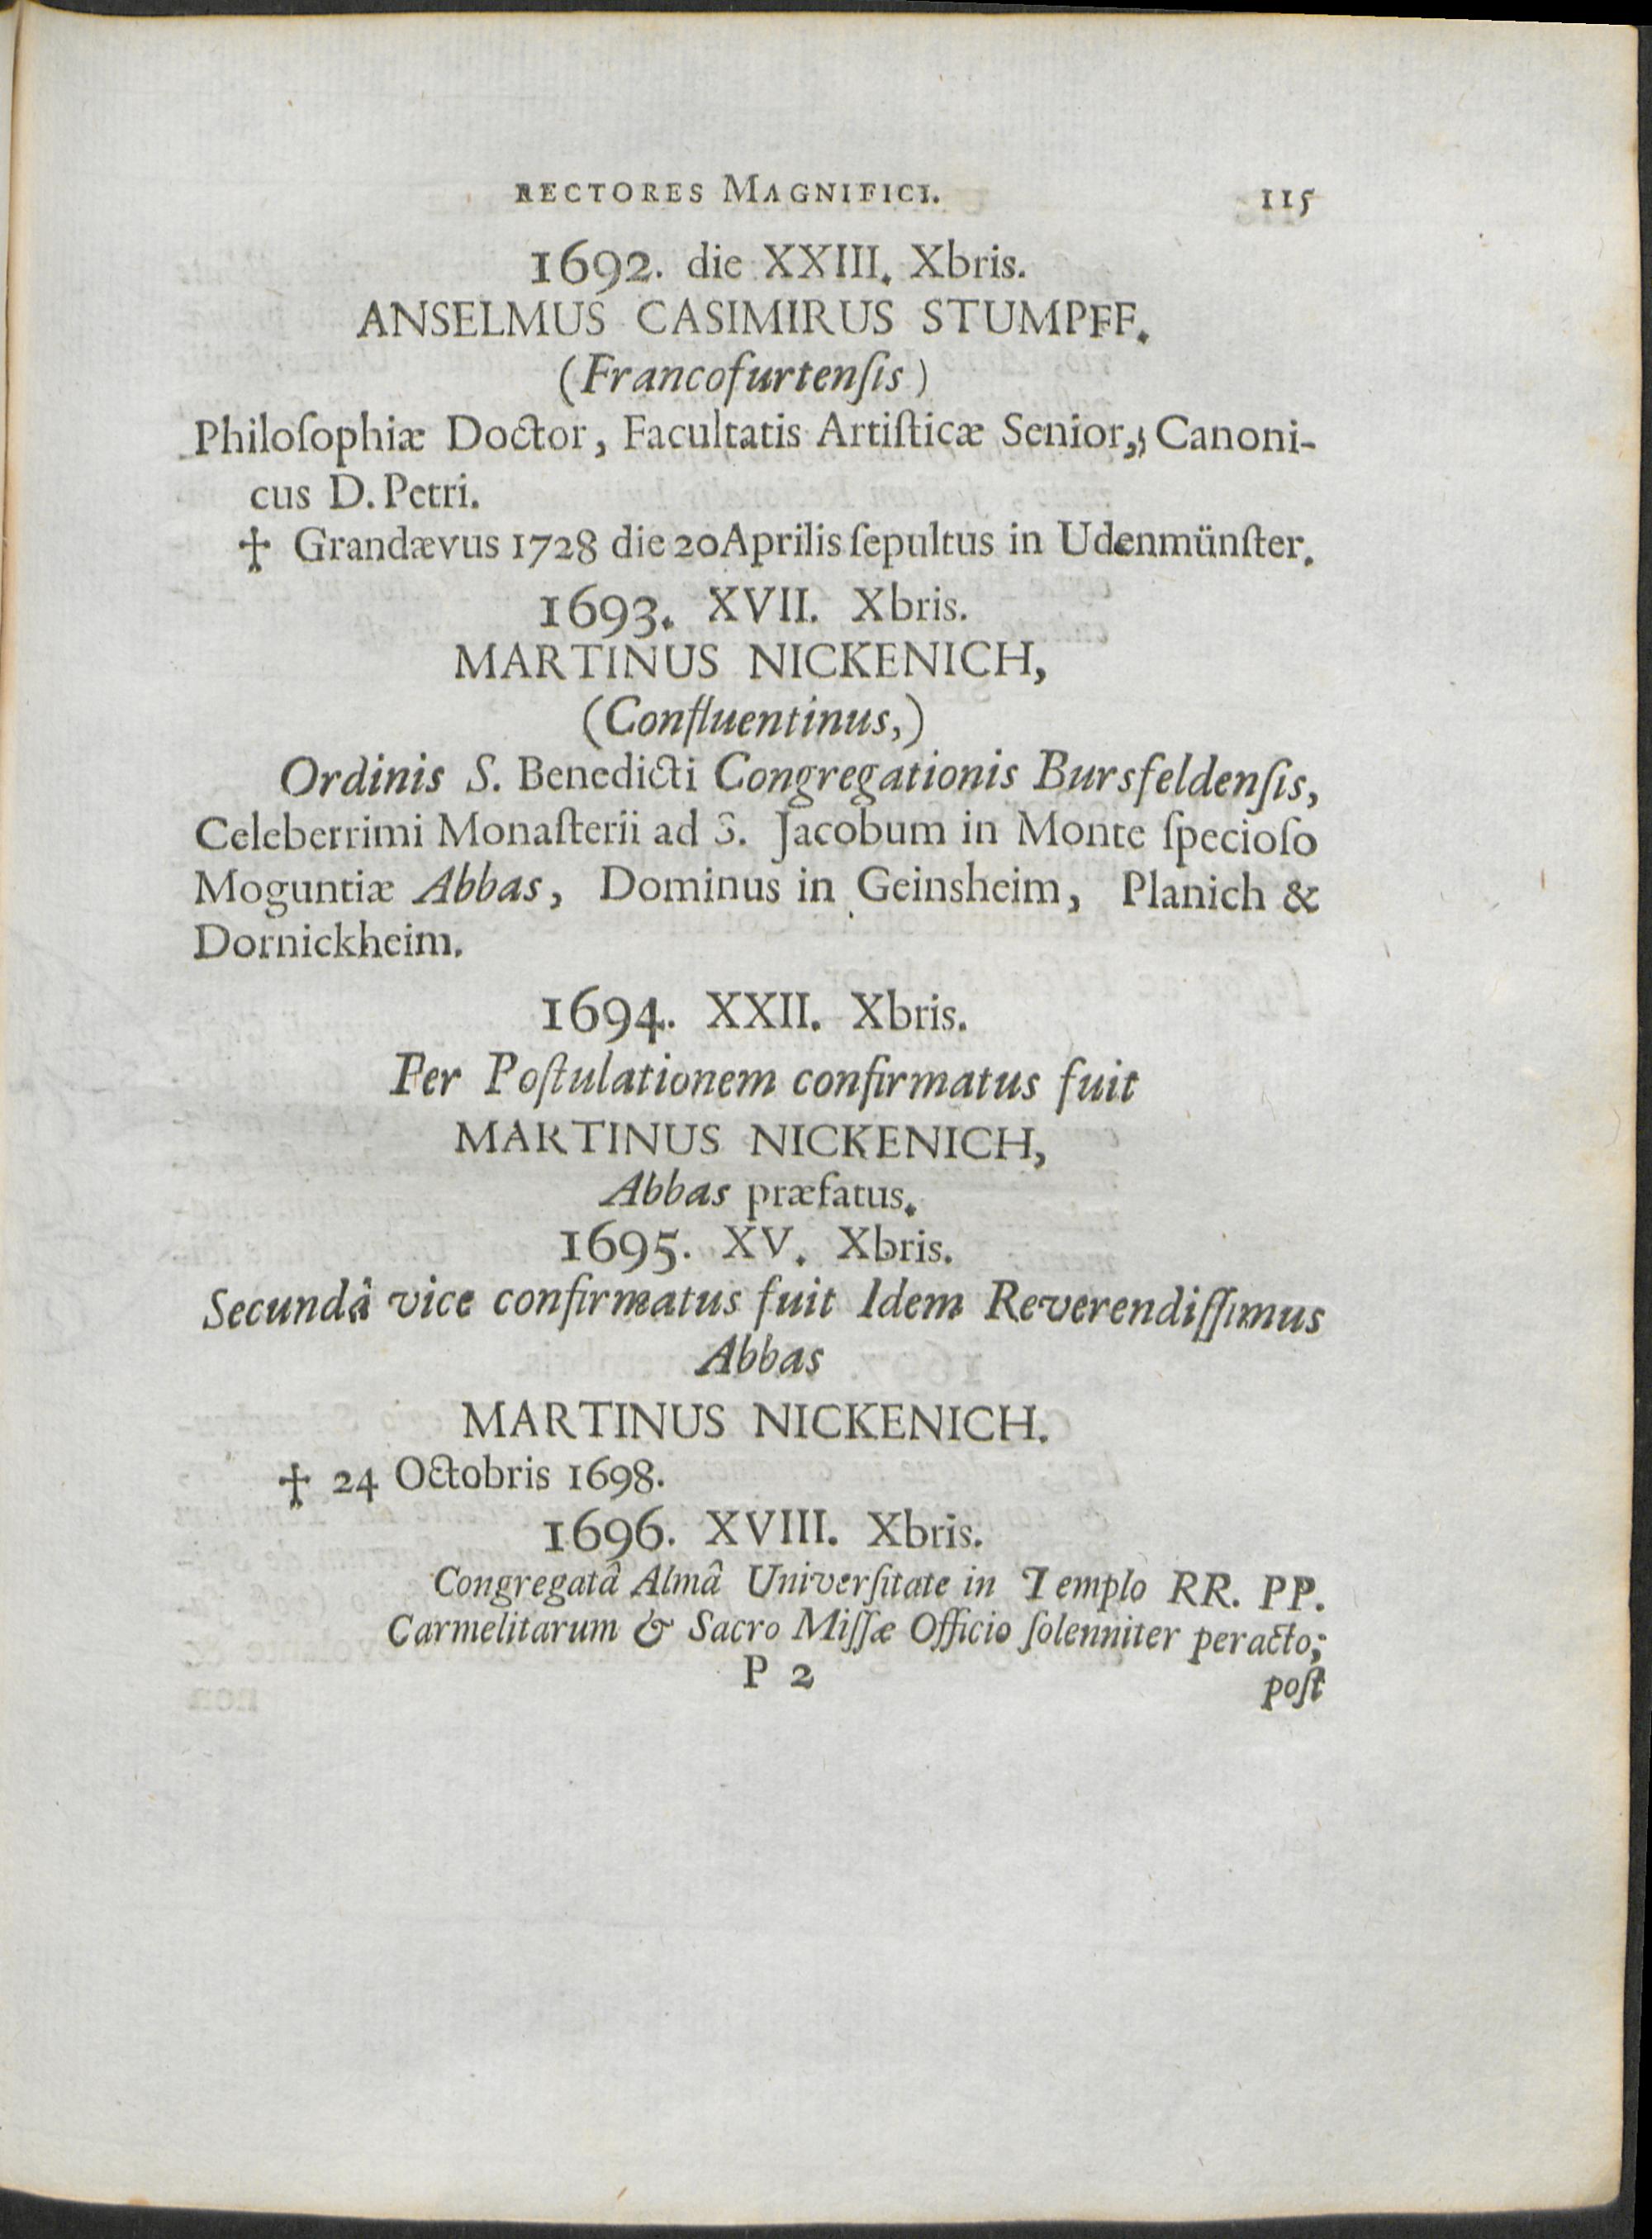 RECTORES MAGNIFICI. 115
1692. die XXIII. Xbris.
ANSELMUS CASIMIRUS STUMPFF.
(Francofurtenſis)
Philoſophiæ Doctor, Facultatis Artiſticæ Senior,, Canoni-
cus D. Petri.
† Grandævus 1728 die 20 Aprilis ſepultus in Udenmünſter.
1693. XVII. Xbris.
MARTINUS NICKENICH,
(Confluentinus,)
Ordinis S. Benedicti Congregationis Bursfeldenſis,
Celeberrimi Monaſterii ad S. Jacobum in Monte ſpecioſo
Moguntiæ Abbas, Dominus in Geinsheim, Planich &
Dornickheim.
1694. XXII. Xbris.
Per Poſtulationem confirmatus fuit
MARTINUS NICKENICH,
Abbas præfatus.
1695. XV. Xbris.
Secundâ vice confirmatus fuit Idem Reverendiſſimus
Abbas
MARTINUS NICKENICH.
† 24 Octobris 1698.
1696. XVIII. Xbris.
Congregatâ Almâ Univerſitate in Templo RR. PP.
Carmelitarum & Sacro Miſſæ Officio ſolenniter peracto;
P 2 poſt